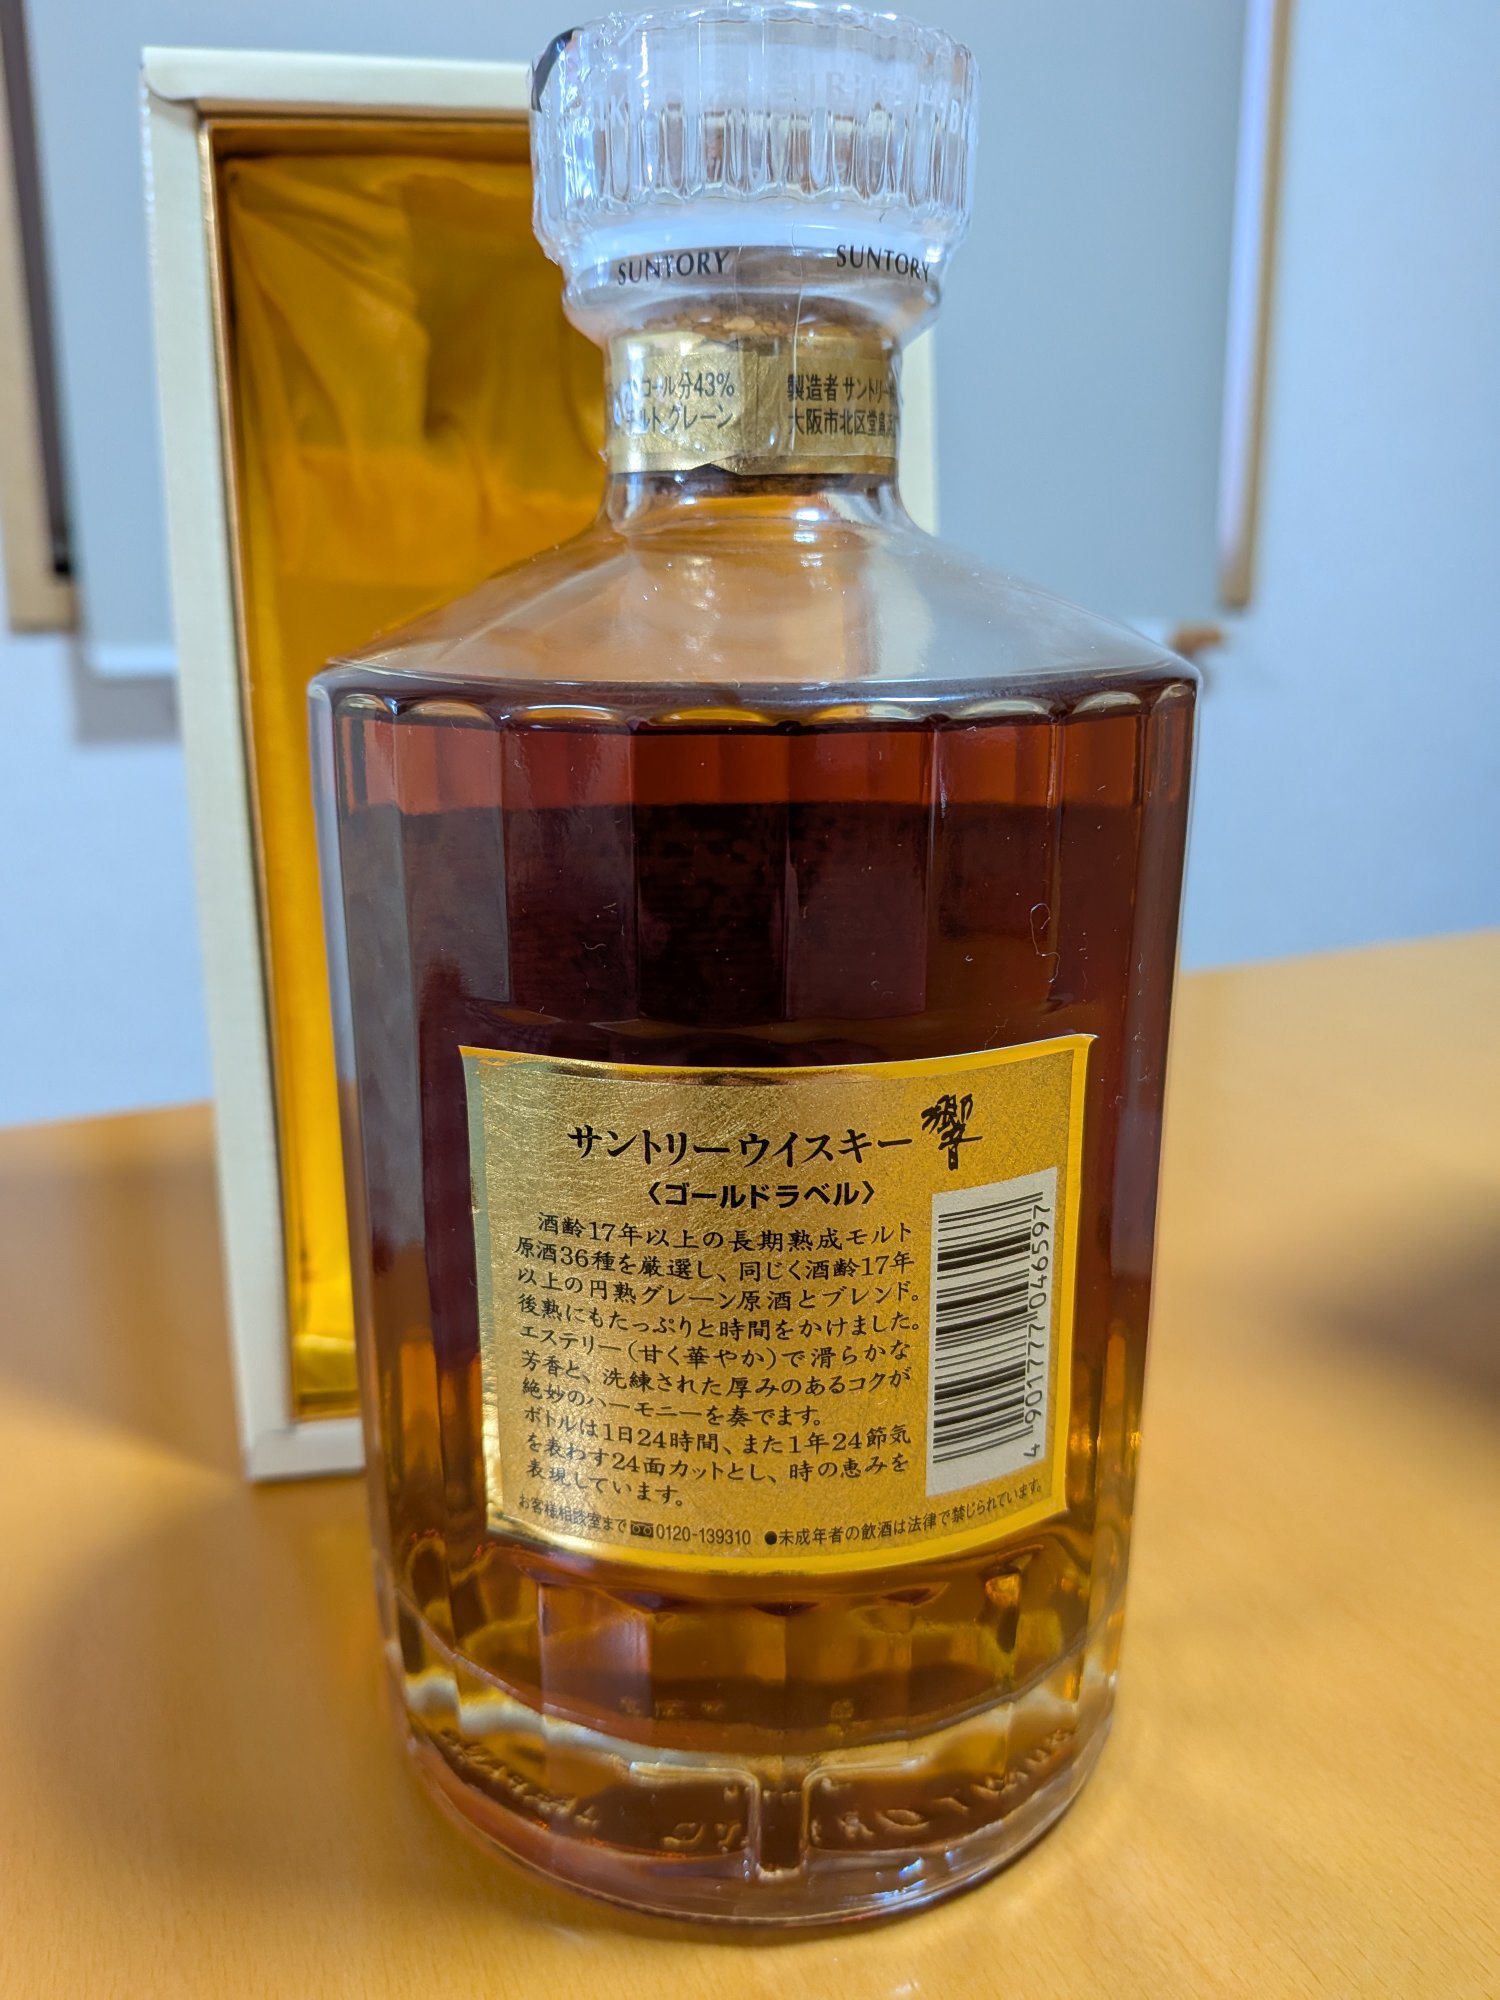 SUNTORY SUNTORY
コール分43%
モルト グレーン
製造者 サントリー
大阪市北区堂島浜
サントリーウイスキー 響
〈ゴールドラベル〉
酒齢17年以上の長期熟成モルト
原酒36種を厳選し、同じく酒齢17年
以上の円熟グレーン原酒とブレンド。
後熟にもたっぷりと時間をかけました。
エステリー(甘く華やか)で滑らかな
芳香と、洗練された厚みのあるコクが
絶妙のハーモニーを奏でます。
ボトルは1日24時間、また1年24節気
を表わす24面カットとし、時の恵みを
表現しています。
お客様相談室まで 0120-139310 ●未成年者の飲酒は法律で禁じられています。
4 901777 046597